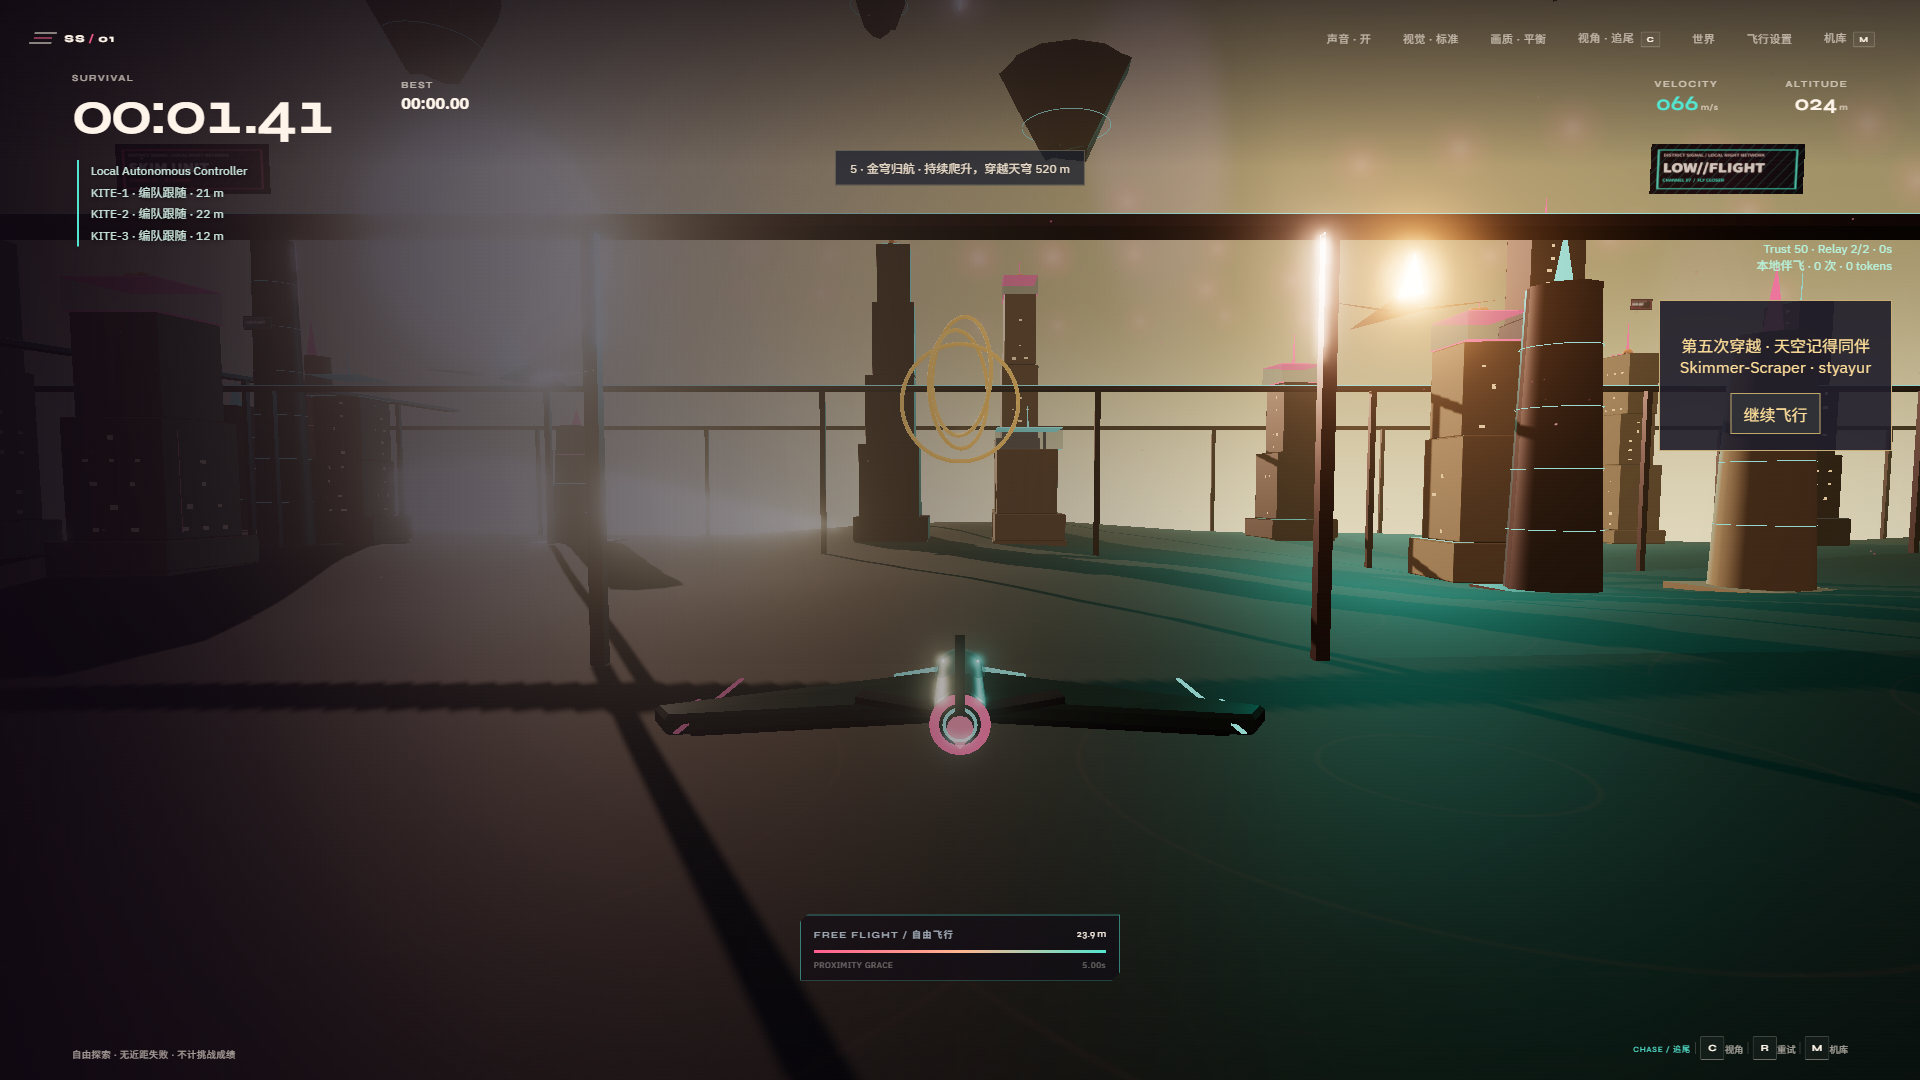 SS / 01
声音 · 开
视觉 · 标准
画质 · 平衡
视角 · 追尾 C
世界
飞行设置
机库 M
SURVIVAL
00:01.41
BEST
00:00.00
VELOCITY
066 m/s
ALTITUDE
024 m
Local Autonomous Controller
KITE-1 · 编队跟随 · 21 m
KITE-2 · 编队跟随 · 22 m
KITE-3 · 编队跟随 · 12 m
5 · 金穹归航 · 持续爬升，穿越天穹 520 m
LOW//FLIGHT
Trust 50 · Relay 2/2 · 0s
本地伴飞 · 0 次 · 0 tokens
第五次穿越 · 天空记得同伴
Skimmer-Scraper · styayur
继续飞行
FREE FLIGHT / 自由飞行
23.9 m
PROXIMITY GRACE
5.00s
自由探索 · 无近距失败 · 不计挑战成绩
CHASE / 追尾
C 视角
R 重试
M 机库